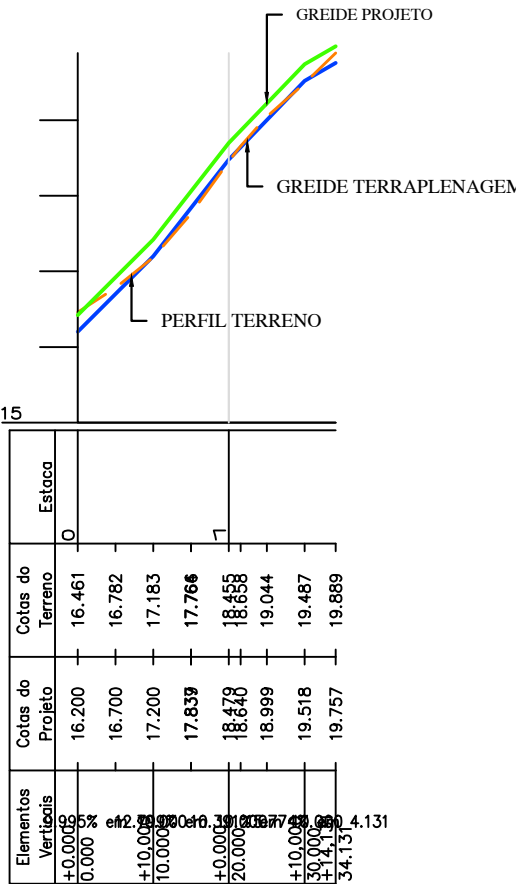 GREIDE PROJETO
GREIDE TERRAPLENAGEM
PERFIL TERRENO
15
Estaca
0
1
Cotas do
Terreno
16.461
16.782
17.183
18.455
18.658
19.044
19.487
19.889
Cotas do
Projeto
16.200
16.700
17.200
18.479
18.640
18.999
19.518
19.757
Elementos
Verticais
+0.000
0.000
+10,000
10.000
+0.000
20.000
+10,000
30.000
34.131
4.131